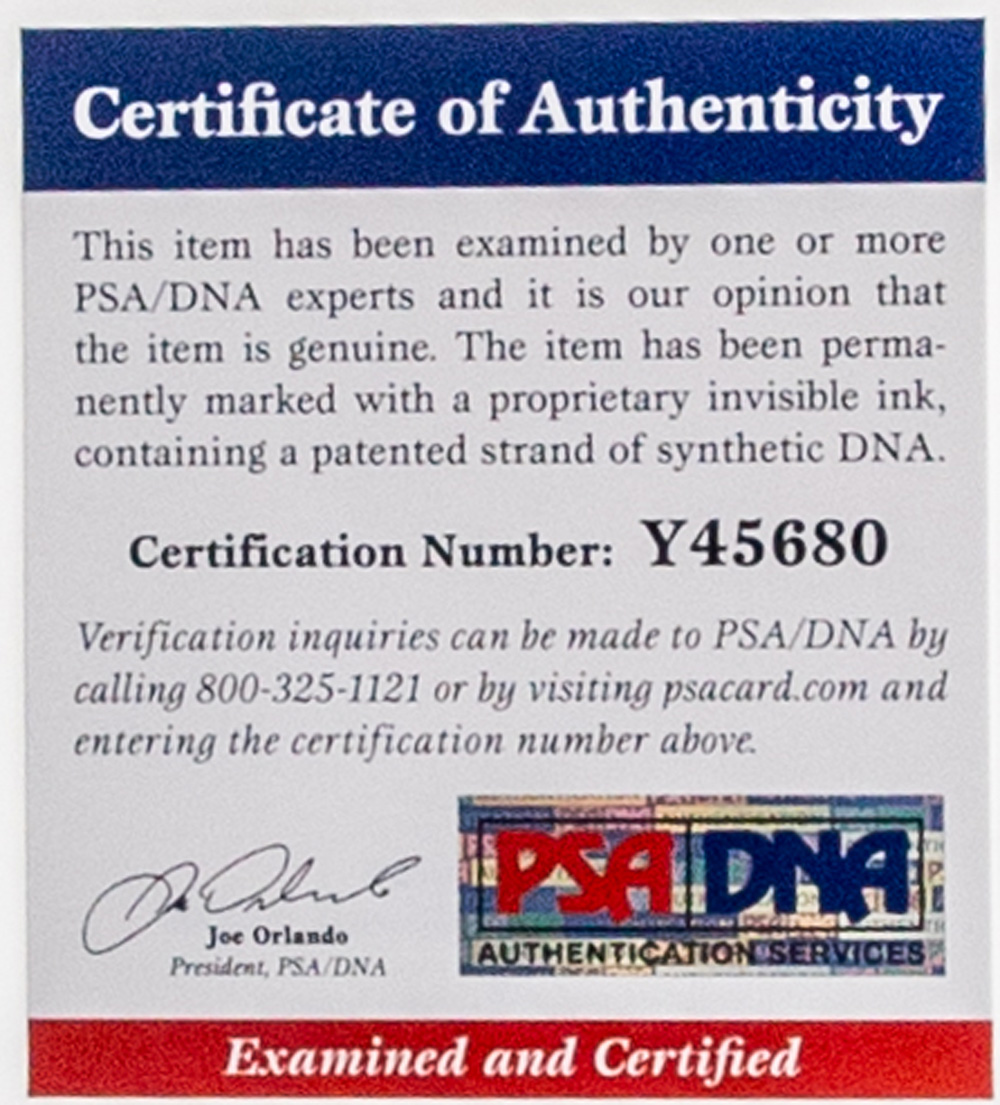 Certificate of Authenticity
This item has been examined by one or more
PSA/DNA experts and it is our opinion that
the item is genuine. The item has been perma-
nently marked with a proprietary invisible ink,
containing a patented strand of synthetic DNA.
Certification Number: Y45680
Verification inquiries can be made to PSA/DNA by
calling 800-325-1121 or by visiting psacard.com and
entering the certification number above.
Joe Orlando
President, PSA/DNA
PSA DNA
AUTHENTICATION SERVICES
Examined and Certified